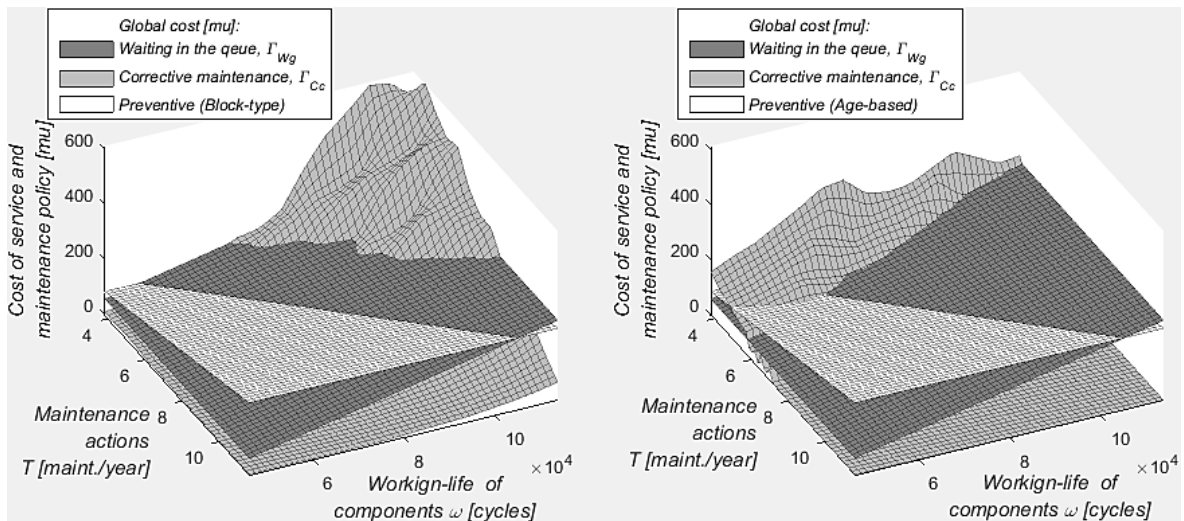 Global cost [mu]:
Waiting in the qeue, Γ_Wg
Corrective maintenance, Γ_Cc
Preventive (Block-type)
Cost of service and
maintenance policy [mu]
600
400
200
0
4
6
8
10
Maintenance
actions
T [maint./year]
6
8
10
×10⁴
Workign-life of
components ω [cycles]
Global cost [mu]:
Waiting in the qeue, Γ_Wg
Corrective maintenance, Γ_Cc
Preventive (Age-based)
Cost of service and
maintenance policy [mu]
600
400
200
0
4
6
8
10
Maintenance
actions
T [maint./year]
6
8
10
×10⁴
Workign-life of
components ω [cycles]